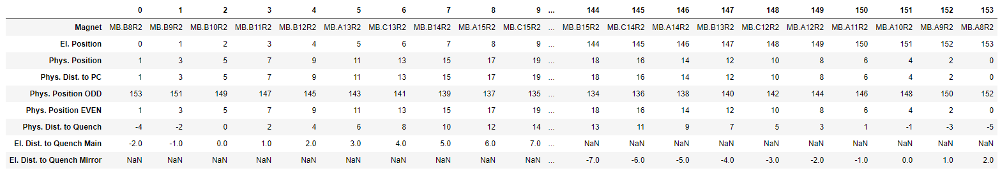 0 1 2 3 4 5 6 7 8 9 ... 144 145 146 147 148 149 150 151 152 153
Magnet MB.B8R2 MB.B9R2 MB.B10R2 MB.B11R2 MB.B12R2 MB.A13R2 MB.C13R2 MB.B14R2 MB.A15R2 MB.C15R2 ... MB.B15R2 MB.C14R2 MB.A14R2 MB.B13R2 MB.C12R2 MB.A12R2 MB.A11R2 MB.A10R2 MB.A9R2 MB.A8R2
El. Position 0 1 2 3 4 5 6 7 8 9 ... 144 145 146 147 148 149 150 151 152 153
Phys. Position 1 3 5 7 9 11 13 15 17 19 ... 18 16 14 12 10 8 6 4 2 0
Phys. Dist. to PC 1 3 5 7 9 11 13 15 17 19 ... 18 16 14 12 10 8 6 4 2 0
Phys. Position ODD 153 151 149 147 145 143 141 139 137 135 ... 134 136 138 140 142 144 146 148 150 152
Phys. Position EVEN 1 3 5 7 9 11 13 15 17 19 ... 18 16 14 12 10 8 6 4 2 0
Phys. Dist. to Quench -4 -2 0 2 4 6 8 10 12 14 ... 13 11 9 7 5 3 1 -1 -3 -5
El. Dist. to Quench Main -2.0 -1.0 0.0 1.0 2.0 3.0 4.0 5.0 6.0 7.0 ... NaN NaN NaN NaN NaN NaN NaN NaN NaN NaN
El. Dist. to Quench Mirror NaN NaN NaN NaN NaN NaN NaN NaN NaN NaN ... -7.0 -6.0 -5.0 -4.0 -3.0 -2.0 -1.0 0.0 1.0 2.0